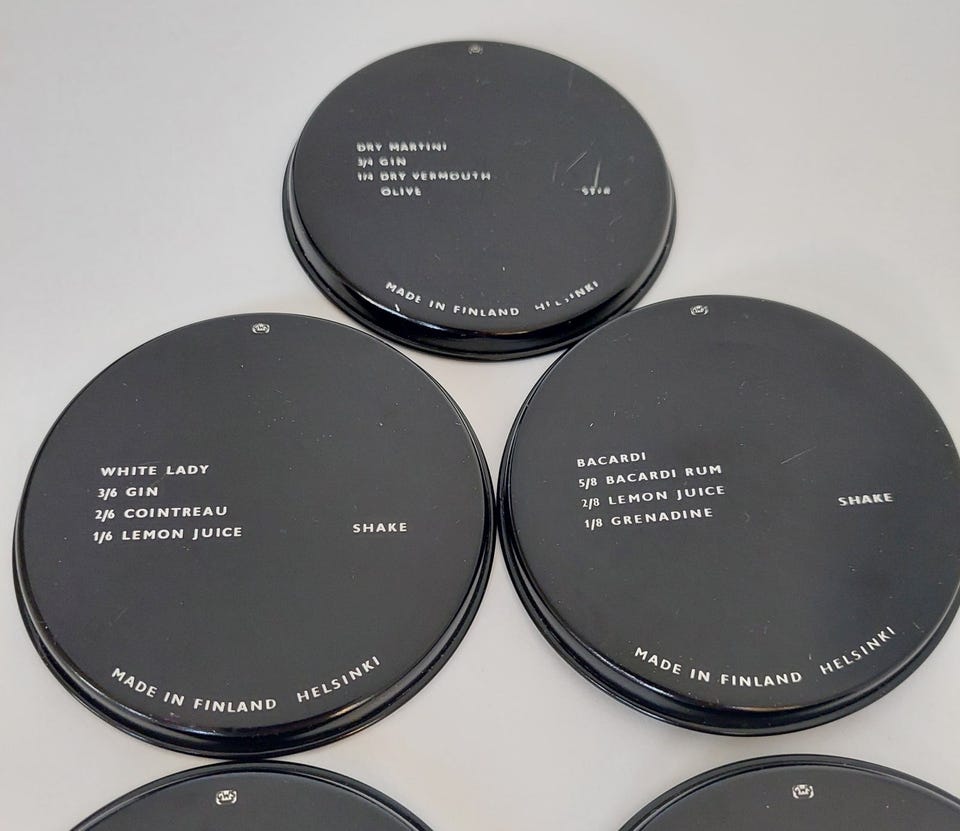 DRY MARTINI
3/4 GIN
1/4 DRY VERMOUTH
OLIVE STIR
MADE IN FINLAND HELSINKI
WHITE LADY
3/6 GIN
2/6 COINTREAU
1/6 LEMON JUICE SHAKE
MADE IN FINLAND HELSINKI
BACARDI
5/8 BACARDI RUM
2/8 LEMON JUICE
1/8 GRENADINE SHAKE
MADE IN FINLAND HELSINKI